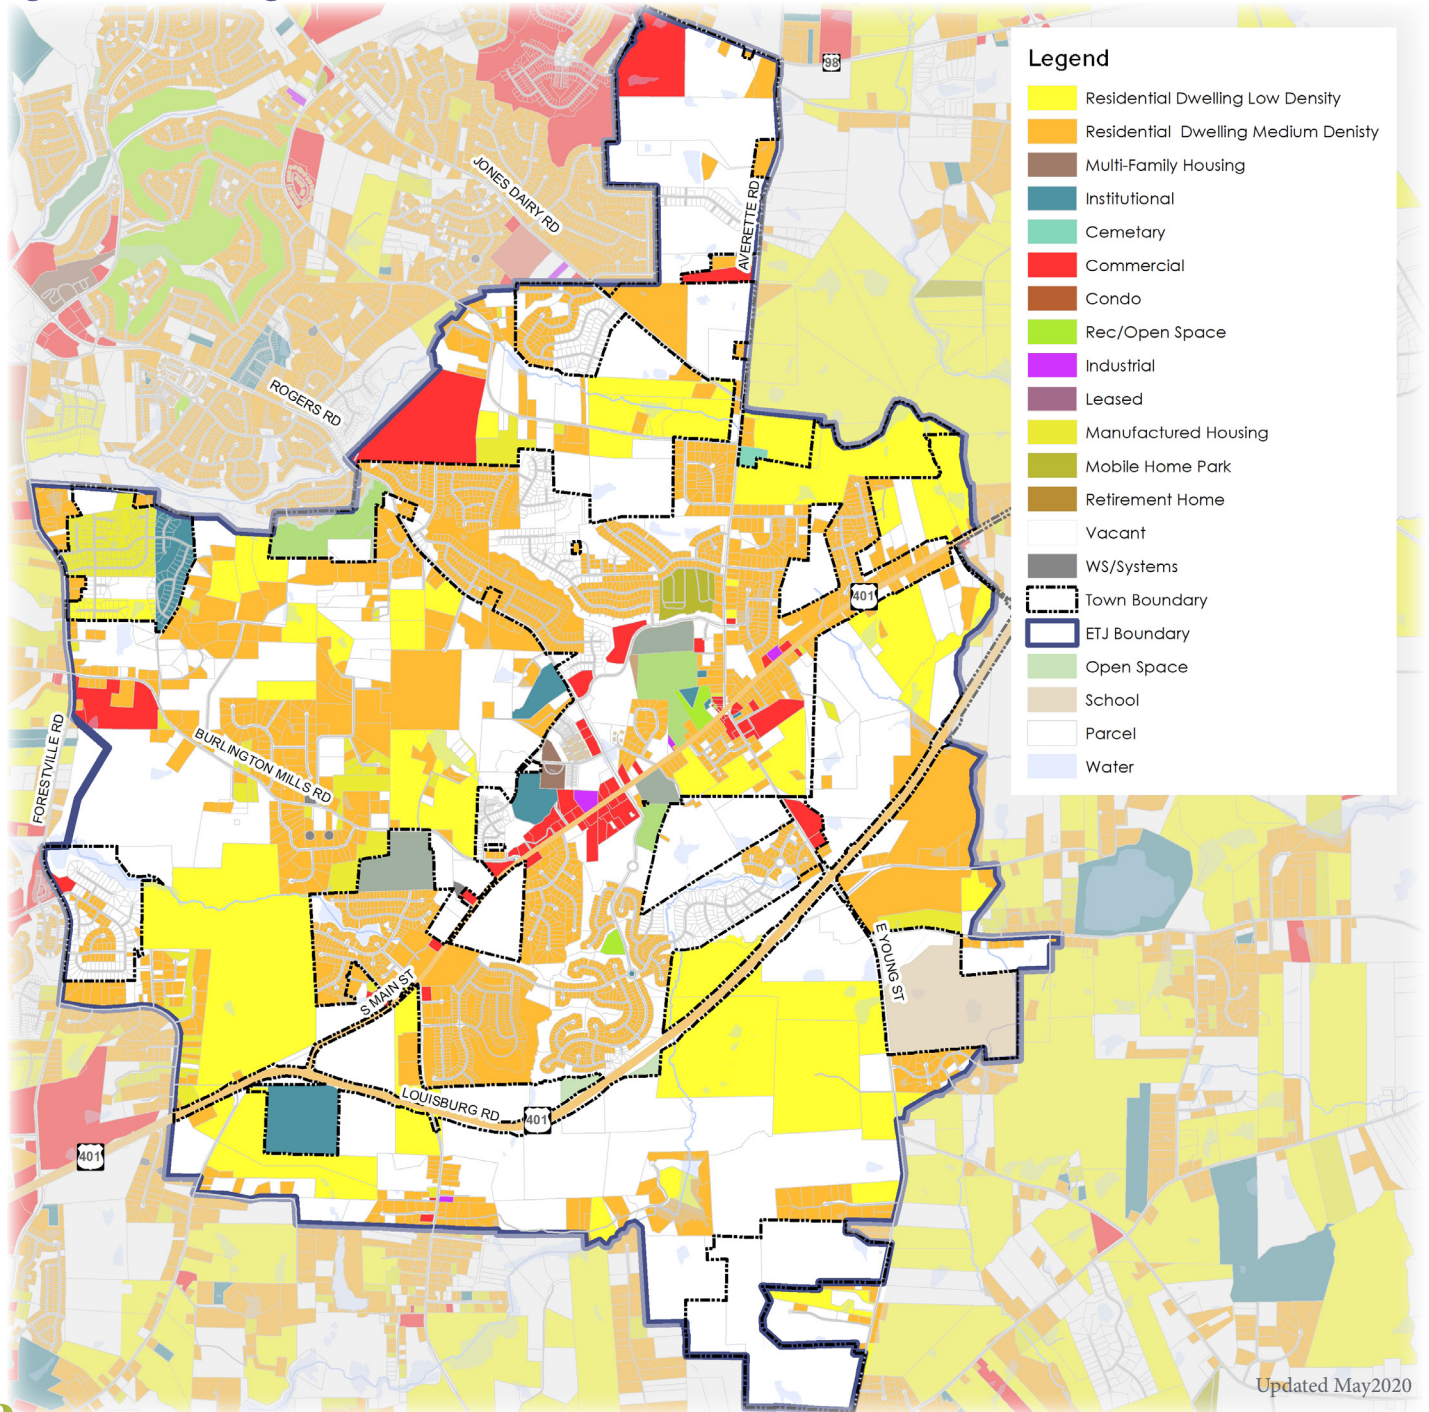 98
JONES DAIRY RD
AVERETTE RD
ROGERS RD
401
FORESTVILLE RD
BURLINGTON MILLS RD
E YOUNG ST
S MAIN ST
LOUISBURG RD
401
401
Legend
Residential Dwelling Low Density
Residential Dwelling Medium Denisty
Multi-Family Housing
Institutional
Cemetary
Commercial
Condo
Rec/Open Space
Industrial
Leased
Manufactured Housing
Mobile Home Park
Retirement Home
Vacant
WS/Systems
Town Boundary
ETJ Boundary
Open Space
School
Parcel
Water
Updated May2020